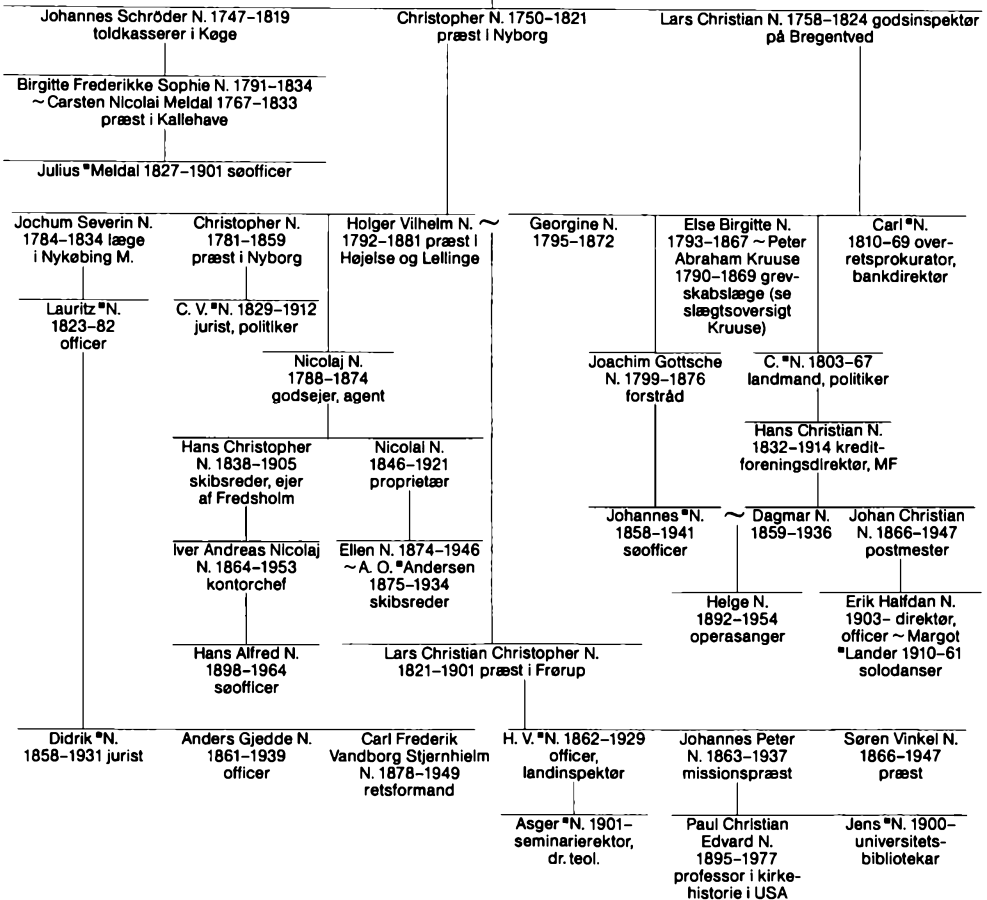 Johannes Schröder N. 1747–1819
toldkasserer i Køge
Christopher N. 1750–1821
præst i Nyborg
Lars Christian N. 1758–1824 godsinspektør
på Bregentved
Birgitte Frederikke Sophie N. 1791–1834
~ Carsten Nicolai Meldal 1767–1833
præst i Kallehave
Julius *Meldal 1827–1901 søofficer
Jochum Severin N.
1784–1834 læge
i Nykøbing M.
Christopher N.
1781–1859
præst i Nyborg
Holger Vilhelm N. ~
1792–1881 præst i
Højelse og Lellinge
Georgine N.
1795–1872
Else Birgitte N.
1793–1867 ~ Peter
Abraham Kruuse
1790–1869 grev-
skabslæge (se
slægtsoversigt
Kruuse)
Carl *N.
1810–69 over-
retsprokurator,
bankdirektør
Lauritz *N.
1823–82
officer
C. V. *N. 1829–1912
jurist, politiker
Nicolaj N.
1788–1874
godsejer, agent
Joachim Gottsche
N. 1799–1876
forstråd
C. *N. 1803–67
landmand, politiker
Hans Christian N.
1832–1914 kredit-
foreningsdirektør, MF
Hans Christopher
N. 1838–1905
skibsreder, ejer
af Fredsholm
Nicolai N.
1846–1921
proprietær
Johannes *N.
1858–1941
søofficer
~
Dagmar N.
1859–1936
Johan Christian
N. 1866–1947
postmester
Iver Andreas Nicolaj
N. 1864–1953
kontorchef
Ellen N. 1874–1946
~ A. O. *Andersen
1875–1934
skibsreder
Helge N.
1892–1954
operasanger
Erik Halfdan N.
1903– direktør,
officer ~ Margot
*Lander 1910–61
solodanser
Hans Alfred N.
1898–1964
søofficer
Lars Christian Christopher N.
1821–1901 præst i Frørup
Didrik *N.
1858–1931 jurist
Anders Gjedde N.
1861–1939
officer
Carl Frederik
Vandborg Stjernhielm
N. 1878–1949
retsformand
H. V. *N. 1862–1929
officer,
landinspektør
Johannes Peter
N. 1863–1937
missionspræst
Søren Vinkel N.
1866–1947
præst
Asger *N. 1901–
seminarierektor,
dr. teol.
Paul Christian
Edvard N.
1895–1977
professor i kirke-
historie i USA
Jens *N. 1900–
universitets-
bibliotekar